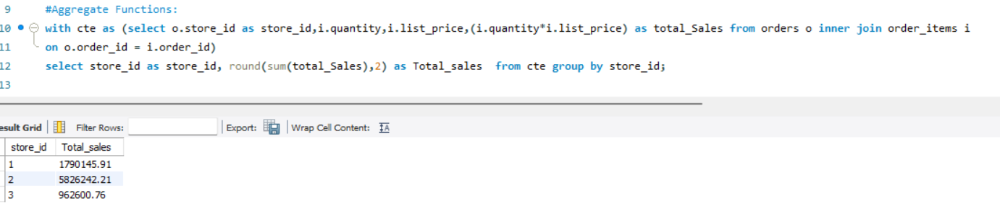 9 #Aggregate Functions:
10 with cte as (select o.store_id as store_id,i.quantity,i.list_price,(i.quantity*i.list_price) as total_Sales from orders o inner join order_items i
11 on o.order_id = i.order_id)
12 select store_id as store_id, round(sum(total_Sales),2) as Total_sales  from cte group by store_id;
13
esult Grid Filter Rows: Export: Wrap Cell Content: IA
store_id Total_sales
1 1790145.91
2 5826242.21
3 962600.76